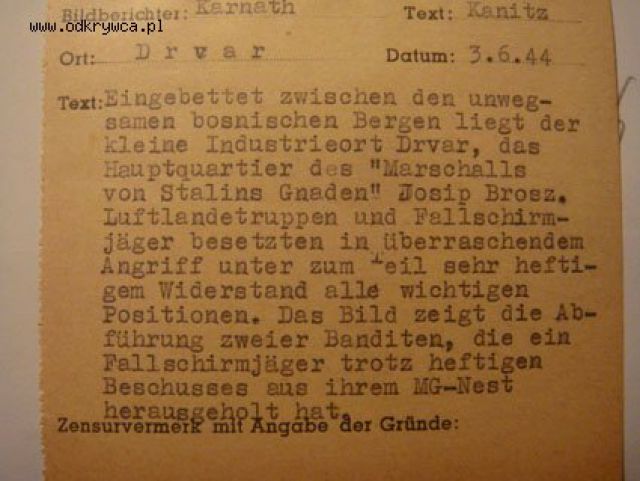 www.odkrywca.pl
Bildberichter: Karnath Text: Kanitz
Ort: Drvar Datum: 3.6.44
Text: Eingebettet zwischen den unweg-
samen bosnischen Bergen liegt der
kleine Industrieort Drvar, das
Hauptquartier des "Marschalls
von Stalins Gnaden" Josip Brosz.
Luftlandetruppen und Fallschirm-
jäger besetzten in überraschendem
Angriff unter zum Teil sehr hefti-
gem Widerstand alle wichtigen
Positionen. Das Bild zeigt die Ab-
führung zweier Banditen, die ein
Fallschirmjäger trotz heftigen
Beschusses aus ihrem MG-Nest
herausgeholt hat.
Zensurvermerk mit Angabe der Gründe: